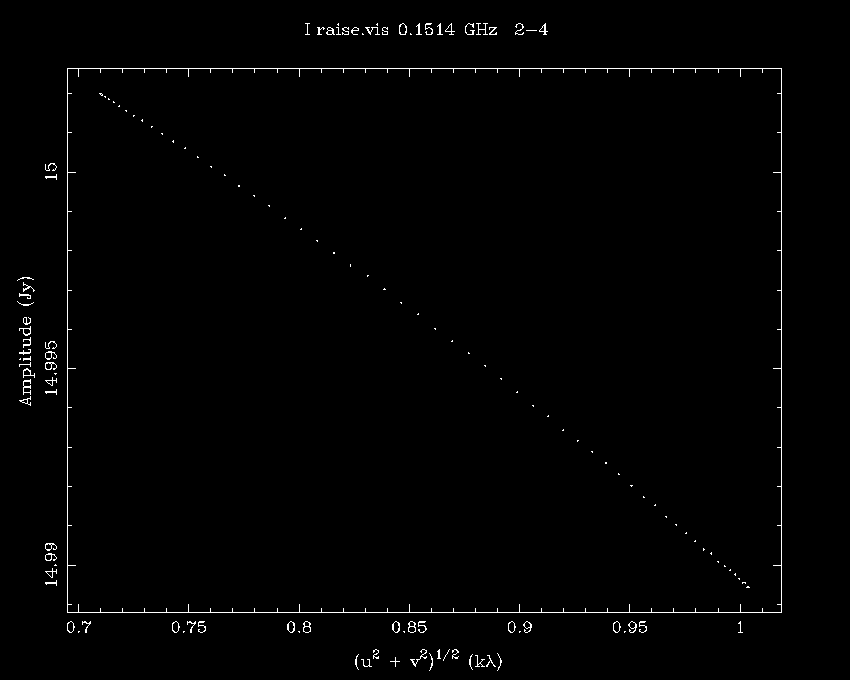 I raise.vis 0.1514 GHz 2-4
Amplitude (Jy)
15
14.995
14.99
0.7 0.75 0.8 0.85 0.9 0.95 1
(u² + v²)^1/2 (kλ)